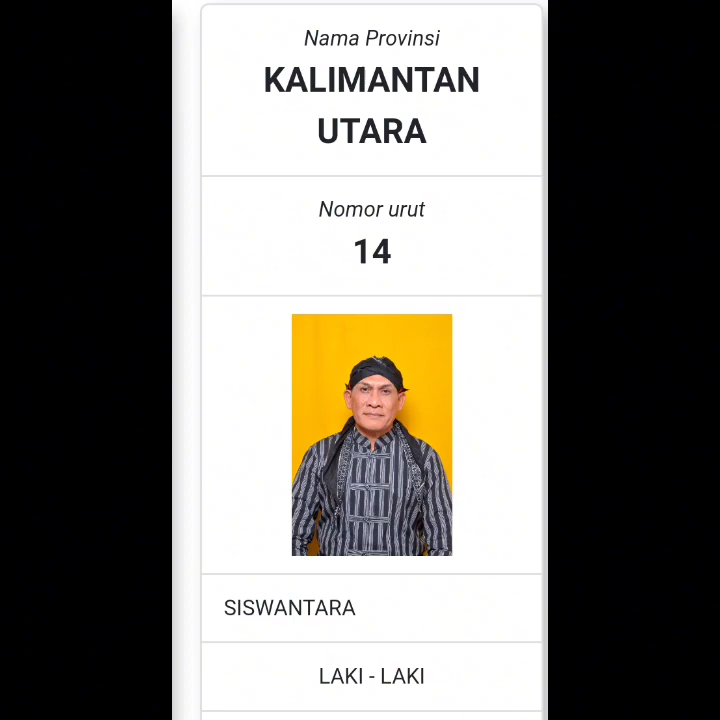 Nama Provinsi
KALIMANTAN
UTARA
Nomor urut
14
SISWANTARA
LAKI - LAKI